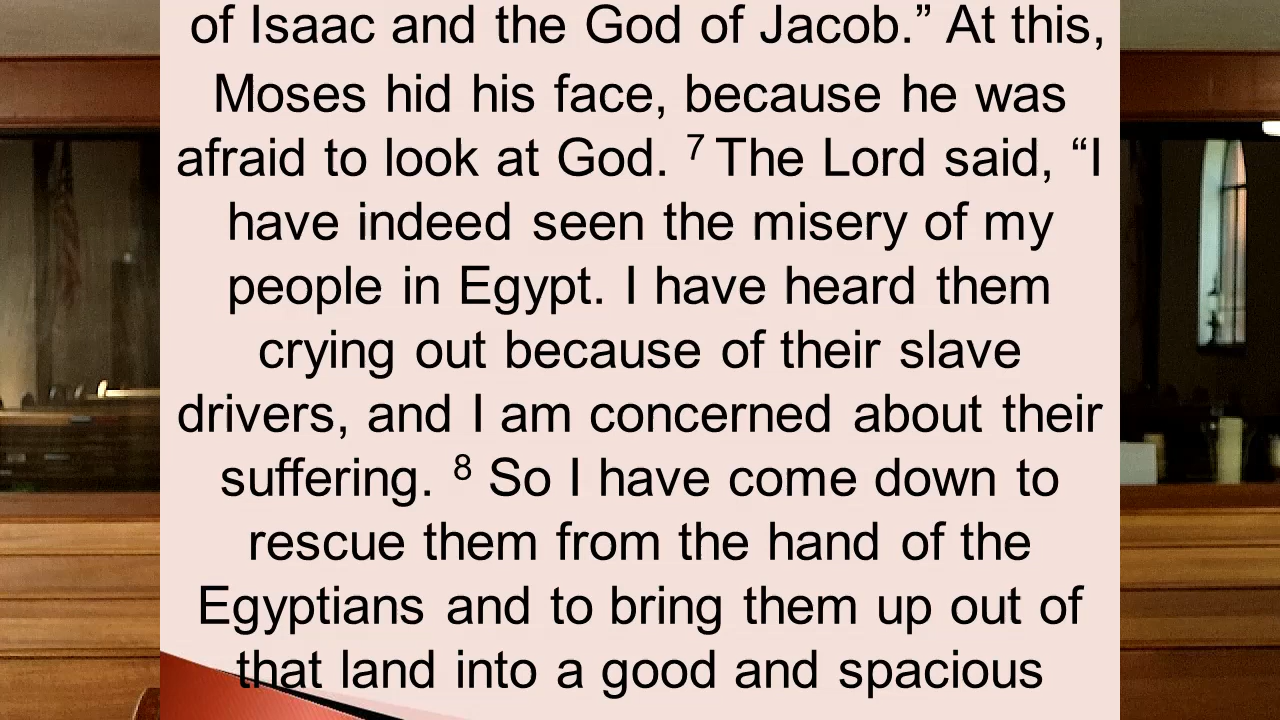 of Isaac and the God of Jacob.” At this,
Moses hid his face, because he was
afraid to look at God. 7 The Lord said, “I
have indeed seen the misery of my
people in Egypt. I have heard them
crying out because of their slave
drivers, and I am concerned about their
suffering. 8 So I have come down to
rescue them from the hand of the
Egyptians and to bring them up out of
that land into a good and spacious